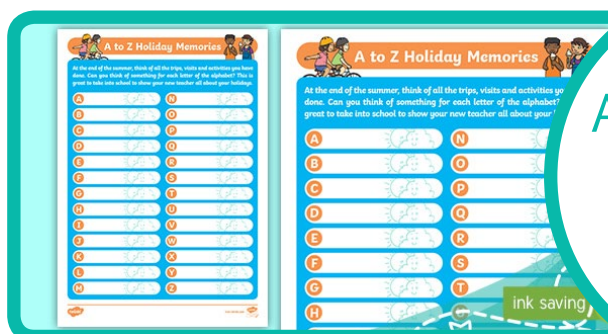 A to Z Holiday Memories
At the end of the summer, think of all the trips, visits and activities you have
done. Can you think of something for each letter of the alphabet? This is
great to take into school to show your new teacher all about your holidays.
A
B
C
D
E
F
G
H
I
J
K
L
M
N
O
P
Q
R
S
T
U
V
W
X
Y
Z
A to Z Holiday Memories
At the end of the summer, think of all the trips, visits and activities you
done. Can you think of something for each letter of the alphabet?
great to take into school to show your new teacher all about your
A
B
C
D
E
F
G
H
N
O
P
Q
R
S
T
A
ink saving